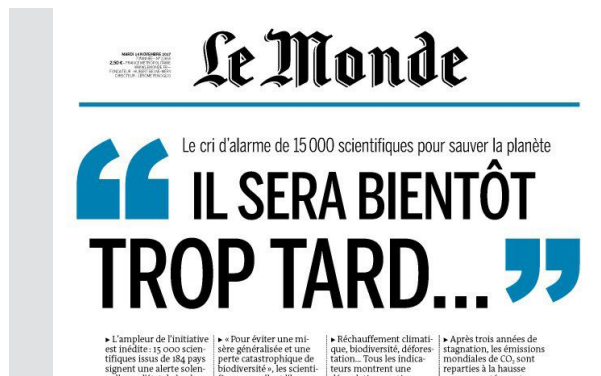 MARDI 14 NOVEMBRE 2017
2,50 €
Le Monde
Le cri d'alarme de 15 000 scientifiques pour sauver la planète
“ IL SERA BIENTÔT
TROP TARD... ”
▸ L'ampleur de l'initiative
est inédite : 15 000 scien-
tifiques issus de 184 pays
signent une alerte solen-
▸ « Pour éviter une mi-
sère généralisée et une
perte catastrophique de
biodiversité », les scienti-
▸ Réchauffement climati-
que, biodiversité, défores-
tation... Tous les indica-
teurs montrent une
▸ Après trois années de
stagnation, les émissions
mondiales de CO₂ sont
reparties à la hausse